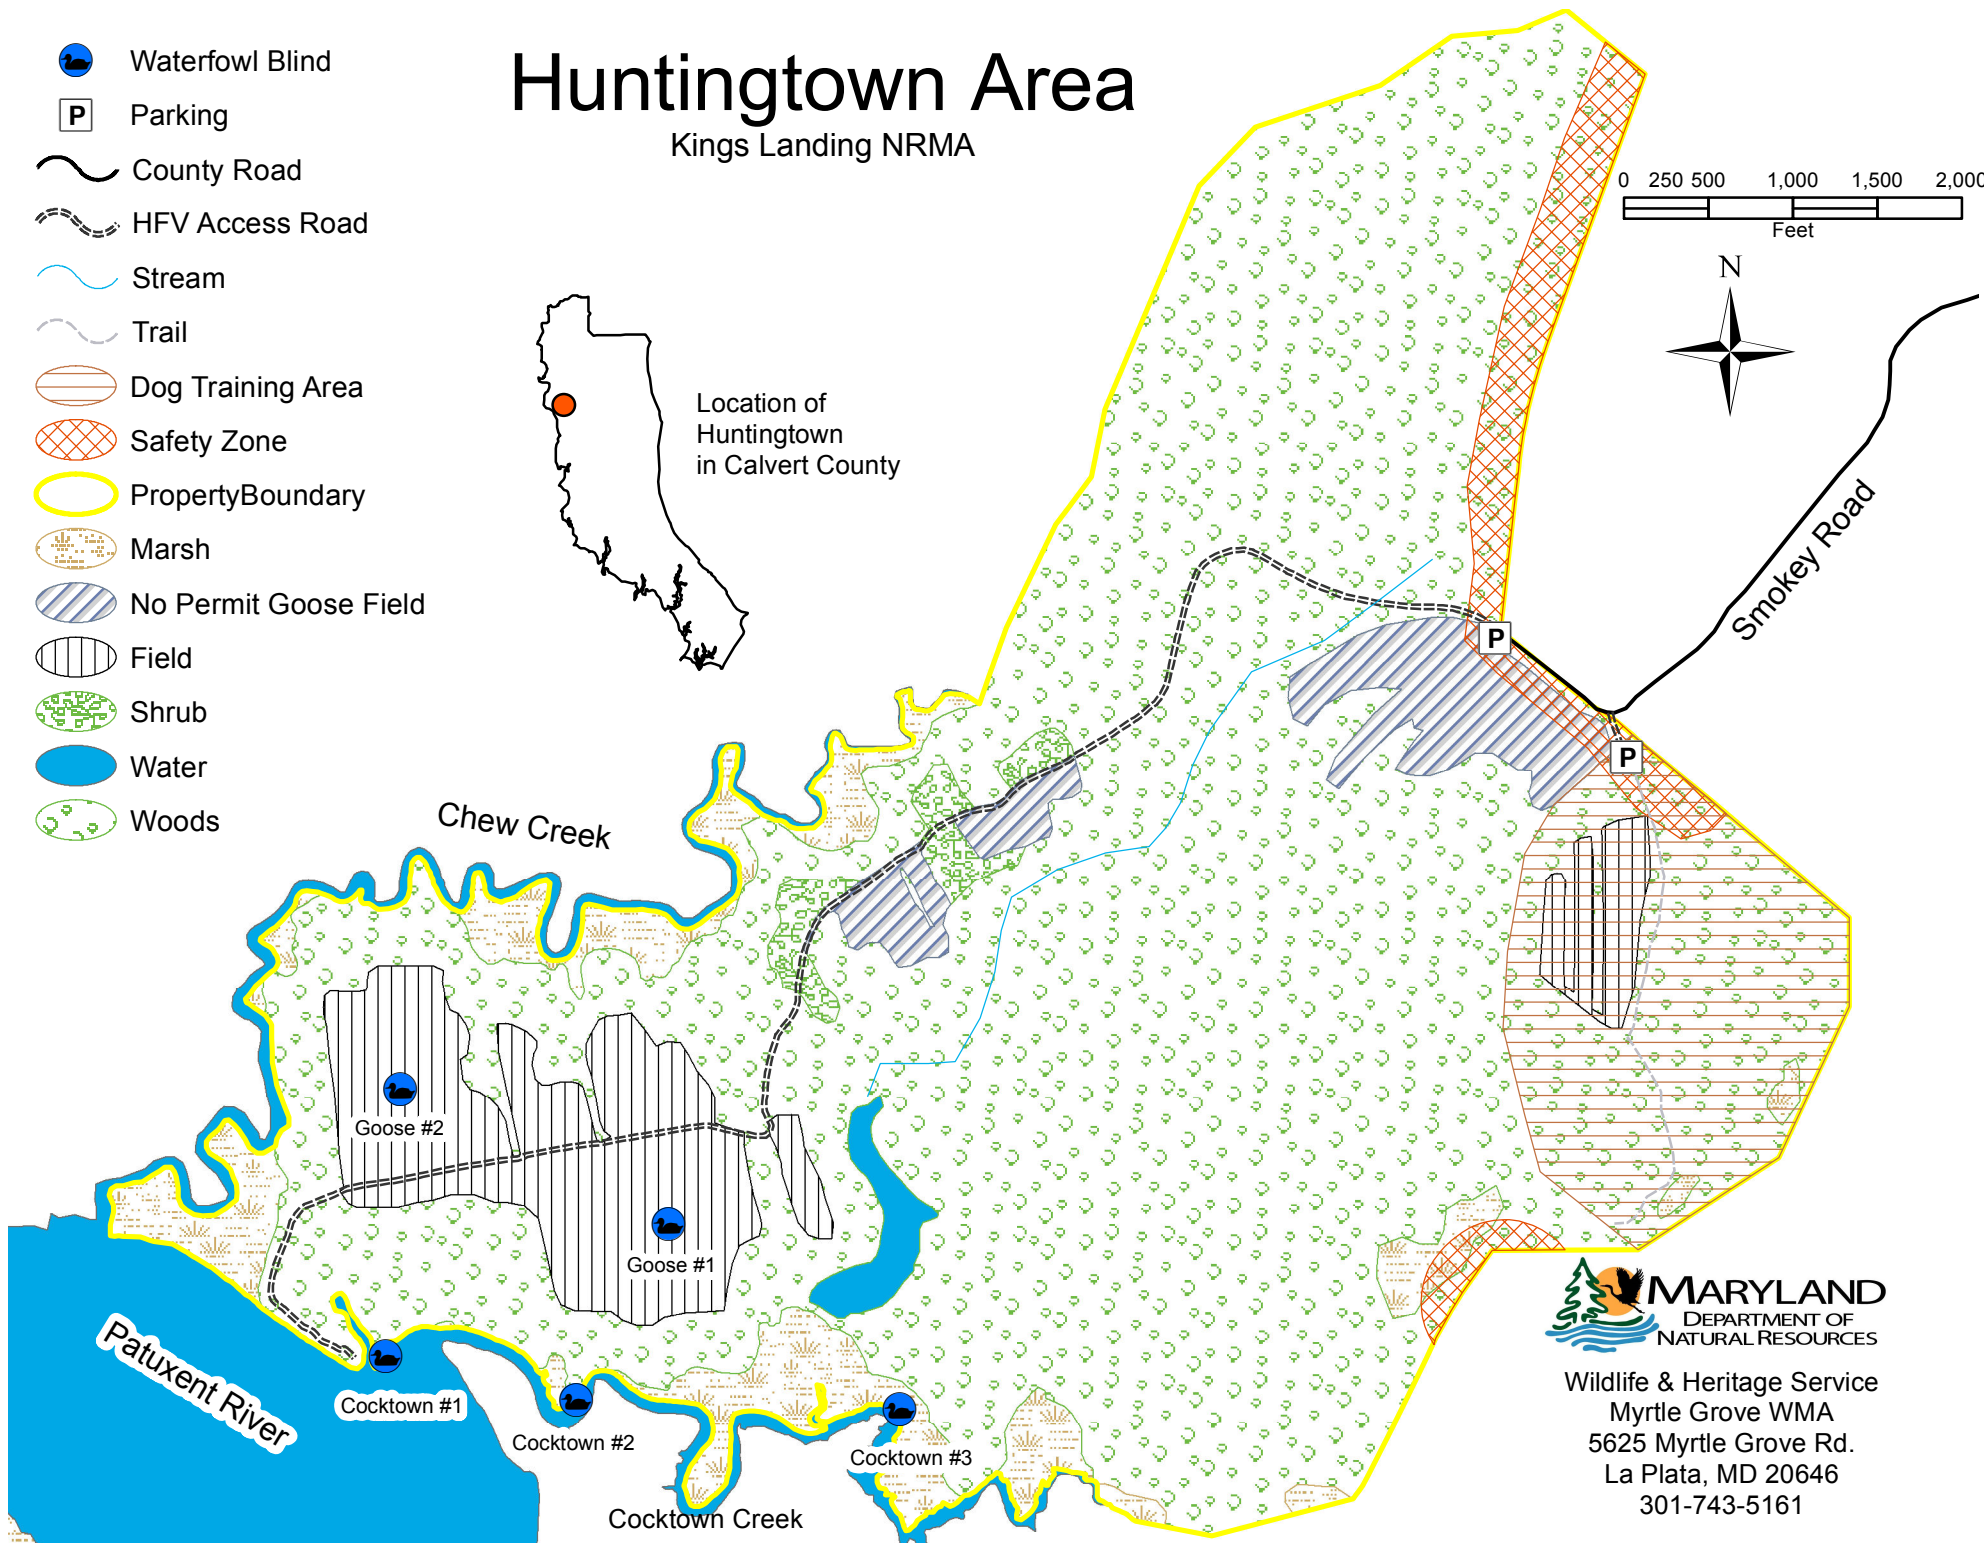 Huntingtown Area
Kings Landing NRMA
Waterfowl Blind
P Parking
County Road
HFV Access Road
Stream
Trail
Dog Training Area
Safety Zone
PropertyBoundary
Marsh
No Permit Goose Field
Field
Shrub
Water
Woods
Location of
Huntingtown
in Calvert County
0 250 500 1,000 1,500 2,000
Feet
N
Smokey Road
P
P
Chew Creek
Goose #2
Goose #1
Patuxent River
Cocktown #1
Cocktown #2
Cocktown #3
Cocktown Creek
MARYLAND
DEPARTMENT OF
NATURAL RESOURCES
Wildlife & Heritage Service
Myrtle Grove WMA
5625 Myrtle Grove Rd.
La Plata, MD 20646
301-743-5161